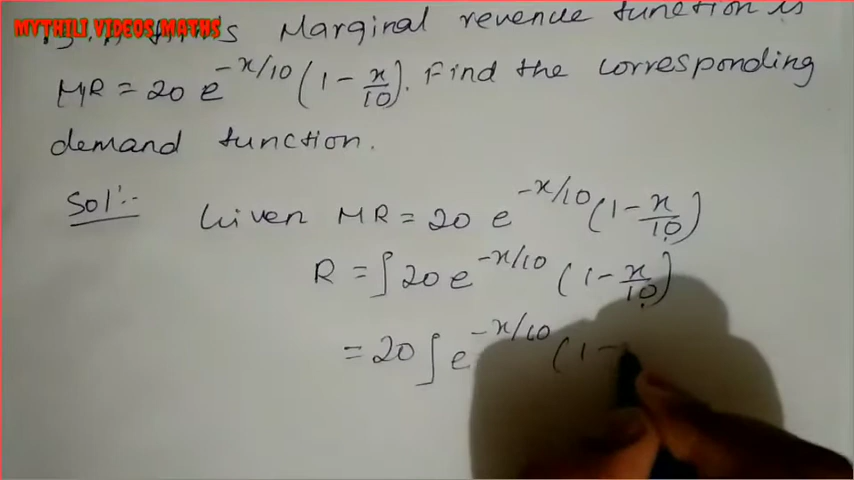 MYTHILI VIDEOS MATHS
Marginal revenue function is
MR = 20 e^{-x/10} (1 - x/10). Find the corresponding
demand function.
Sol:-
Given MR = 20 e^{-x/10} (1 - x/10)
R = ∫ 20 e^{-x/10} (1 - x/10)
= 20 ∫ e^{-x/10} (1 -